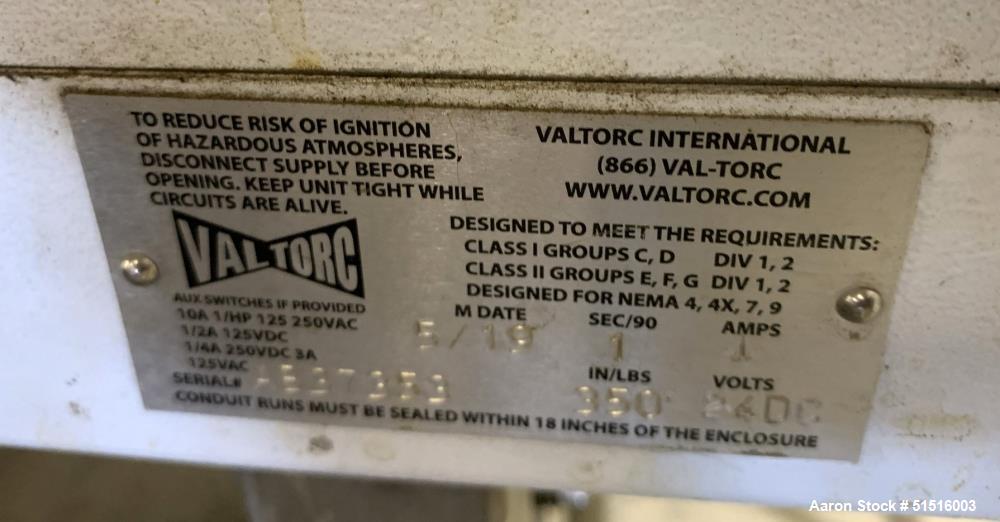 TO REDUCE RISK OF IGNITION
OF HAZARDOUS ATMOSPHERES,
DISCONNECT SUPPLY BEFORE
OPENING. KEEP UNIT TIGHT WHILE
CIRCUITS ARE ALIVE.
VALTORC
AUX SWITCHES IF PROVIDED
10A 1/HP 125 250VAC
1/2A 125VDC
1/4A 250VDC 3A
125VAC
VALTORC INTERNATIONAL
(866) VAL-TORC
WWW.VALTORC.COM
DESIGNED TO MEET THE REQUIREMENTS:
CLASS I GROUPS C, D DIV 1, 2
CLASS II GROUPS E, F, G DIV 1, 2
DESIGNED FOR NEMA 4, 4X, 7, 9
M DATE SEC/90 AMPS
5/19 1 1
IN/LBS VOLTS
350 24DC
SERIAL#
CONDUIT RUNS MUST BE SEALED WITHIN 18 INCHES OF THE ENCLOSURE
Aaron Stock # 51516003